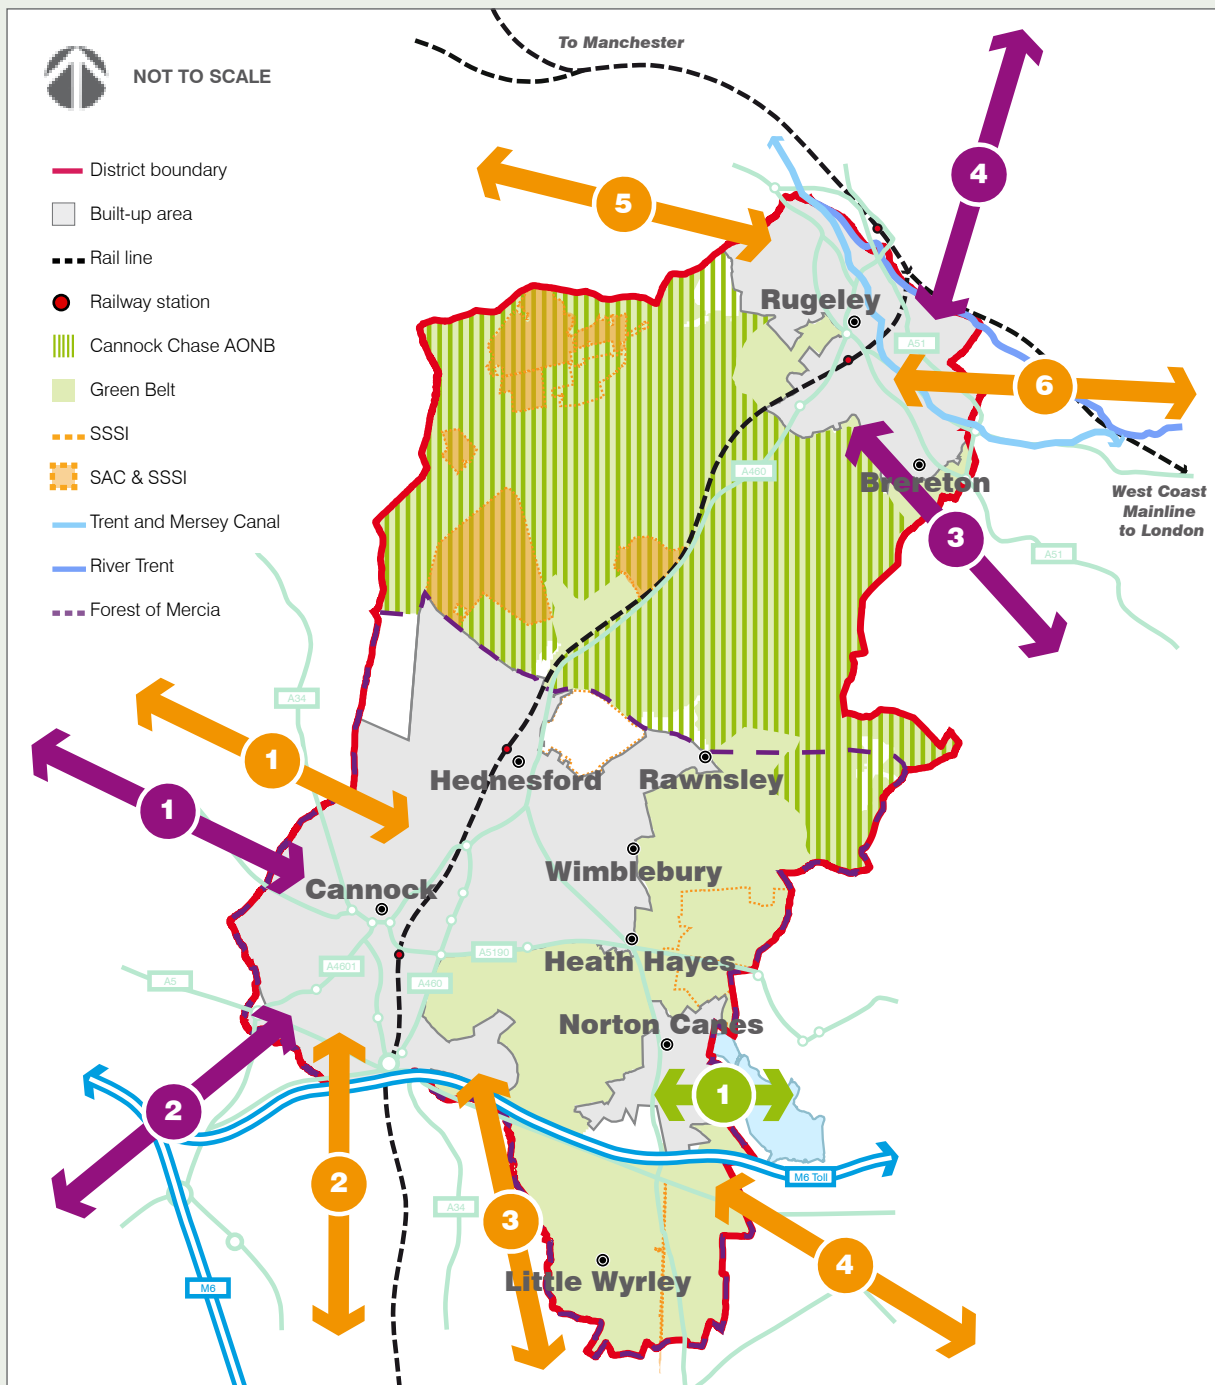 To Manchester
NOT TO SCALE
District boundary
Built-up area
Rail line
Railway station
Cannock Chase AONB
Green Belt
SSSI
SAC & SSSI
Trent and Mersey Canal
River Trent
Forest of Mercia
4
5
Rugeley
A51
6
A460
Brereton
West Coast
Mainline
to London
3
A51
A34
1
Hednesford
Rawnsley
1
Wimblebury
Cannock
A5190
Heath Hayes
A4601
A5
A460
Norton Canes
1
2
M6 Toll
2
A34
3
4
M6
Little Wyrley